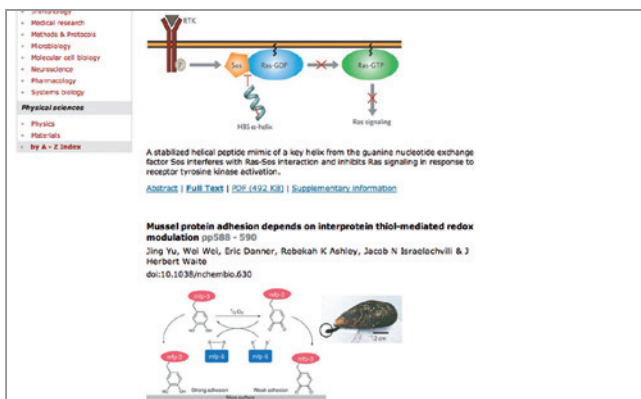 Immunology
Medical research
Methods & Protocols
Microbiology
Molecular cell biology
Neuroscience
Pharmacology
Systems biology
Physical sciences
Physics
Materials
by A - Z Index
RTK
P
Sos
Ras-GDP
Ras-GTP
HBS α-helix
Ras signaling
A stabilized helical peptide mimic of a key helix from the guanine nucleotide exchange
factor Sos interferes with Ras-Sos interaction and inhibits Ras signaling in response to
receptor tyrosine kinase activation.
Abstract | Full Text | PDF (492 KB) | Supplementary information
Mussel protein adhesion depends on interprotein thiol-mediated redox
modulation pp588 - 590
Jing Yu, Wei Wei, Eric Danner, Rebekah K Ashley, Jacob N Israelachvili & J
Herbert Waite
doi:10.1038/nchembio.630
mfp-3
½ O₂
mfp-3
mfp-6
mfp-6
mfp-3
mfp-3
Strong adhesion
Weak adhesion